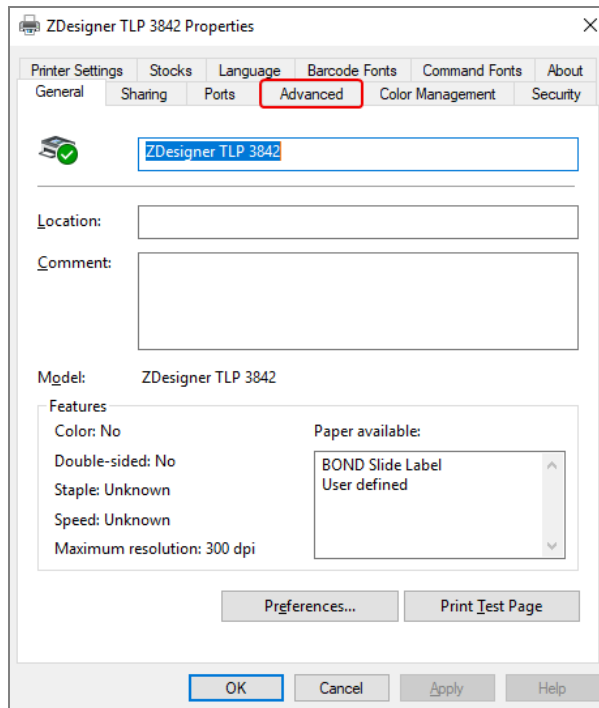 ZDesigner TLP 3842 Properties
Printer Settings Stocks Language Barcode Fonts Command Fonts About
General Sharing Ports Advanced Color Management Security
ZDesigner TLP 3842
Location:
Comment:
Model: ZDesigner TLP 3842
Features
Color: No Paper available:
Double-sided: No BOND Slide Label
Staple: Unknown User defined
Speed: Unknown
Maximum resolution: 300 dpi
Preferences... Print Test Page
OK Cancel Apply Help